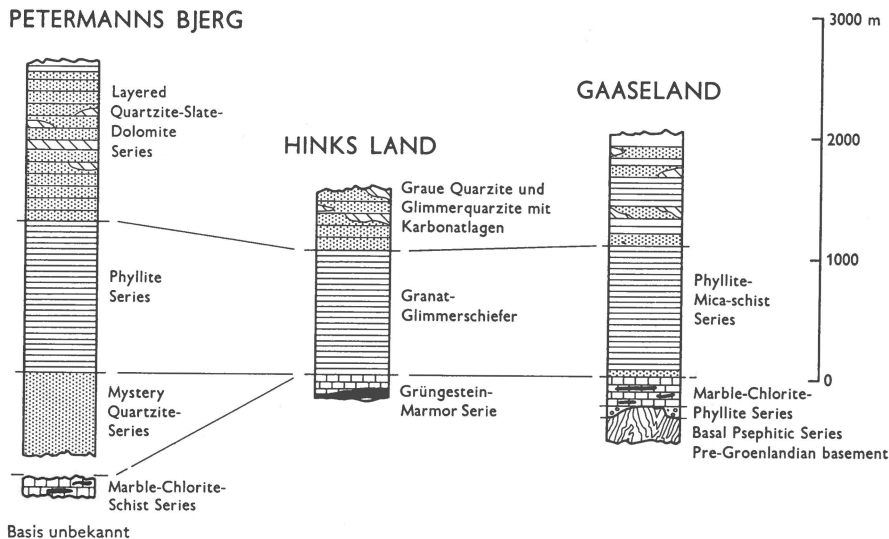 PETERMANNS BJERG
Layered
Quartzite-Slate-
Dolomite
Series
Phyllite
Series
Mystery
Quartzite-
Series
Marble-Chlorite-
Schist Series
Basis unbekannt
HINKS LAND
Graue Quarzite und
Glimmerquarzite mit
Karbonatlagen
Granat-
Glimmerschiefer
Grüngestein-
Marmor Serie
GAASELAND
Phyllite-
Mica-schist
Series
Marble-Chlorite-
Phyllite Series
Basal Psephitic Series
Pre-Groenlandian basement
3000 m
2000
1000
0